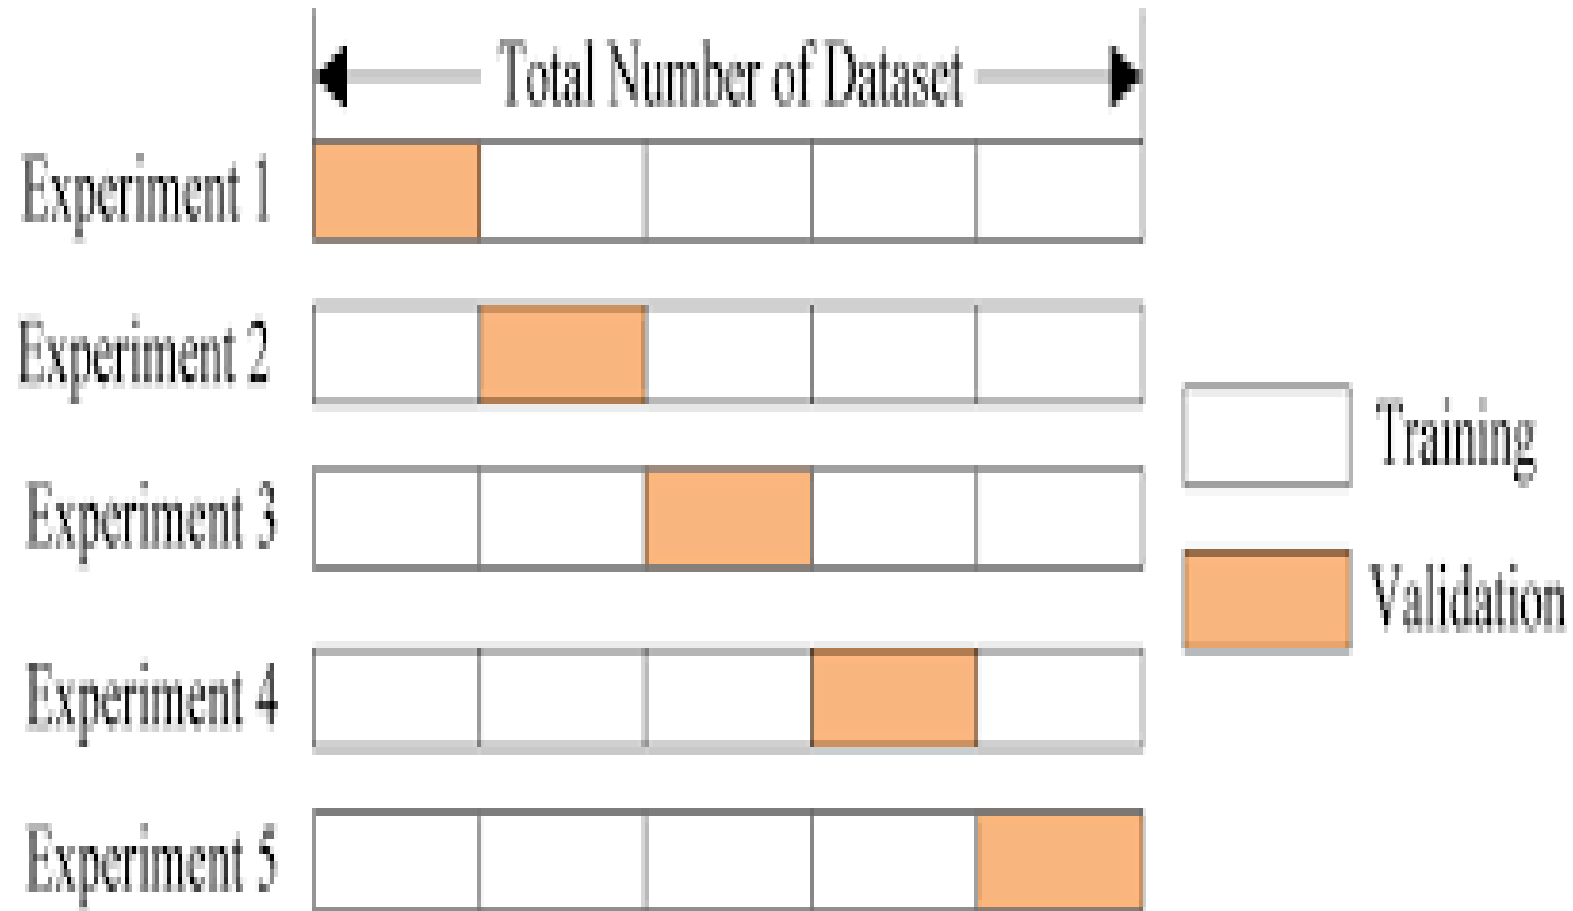 Total Number of Dataset
Experiment 1
Experiment 2
Experiment 3
Experiment 4
Experiment 5
Training
Validation